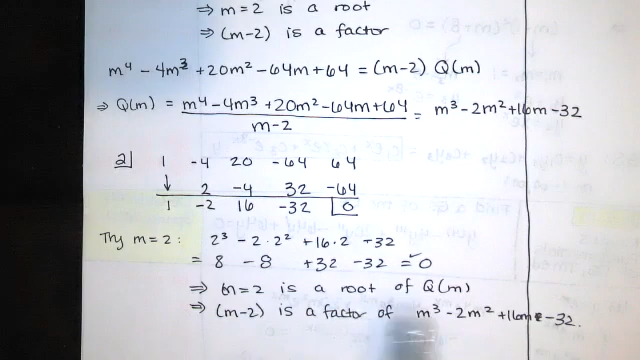 ⇒ m = 2 is a root
⇒ (m-2) is a factor
m⁴ - 4m³ + 20m² - 64m + 64 = (m-2) Q(m)
⇒ Q(m) = m⁴ - 4m³ + 20m² - 64m + 64 / m-2 = m³ - 2m² + 16m - 32
2 1 -4 20 -64 64
↓ 2 -4 32 -64
1 -2 16 -32 0
Try m = 2 : 2³ - 2 · 2² + 16 · 2 - 32
= 8 - 8 + 32 - 32 = 0
⇒ m = 2 is a root of Q(m)
⇒ (m-2) is a factor of m³ - 2m² + 16m - 32.